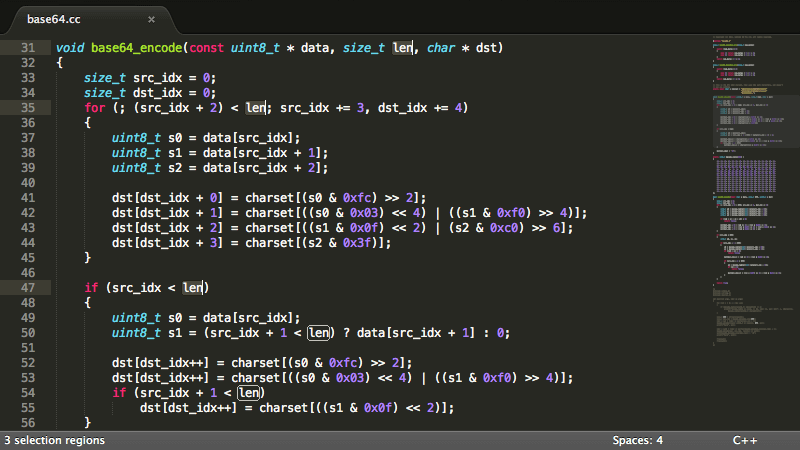 base64.cc ×
31 void base64_encode(const uint8_t * data, size_t len, char * dst)
32 {
33 size_t src_idx = 0;
34 size_t dst_idx = 0;
35 for (; (src_idx + 2) < len; src_idx += 3, dst_idx += 4)
36 {
37 uint8_t s0 = data[src_idx];
38 uint8_t s1 = data[src_idx + 1];
39 uint8_t s2 = data[src_idx + 2];
40
41 dst[dst_idx + 0] = charset[(s0 & 0xfc) >> 2];
42 dst[dst_idx + 1] = charset[((s0 & 0x03) << 4) | ((s1 & 0xf0) >> 4)];
43 dst[dst_idx + 2] = charset[((s1 & 0x0f) << 2) | (s2 & 0xc0) >> 6];
44 dst[dst_idx + 3] = charset[(s2 & 0x3f)];
45 }
46
47 if (src_idx < len)
48 {
49 uint8_t s0 = data[src_idx];
50 uint8_t s1 = (src_idx + 1 < len) ? data[src_idx + 1] : 0;
51
52 dst[dst_idx++] = charset[(s0 & 0xfc) >> 2];
53 dst[dst_idx++] = charset[((s0 & 0x03) << 4) | ((s1 & 0xf0) >> 4)];
54 if (src_idx + 1 < len)
55 dst[dst_idx++] = charset[((s1 & 0x0f) << 2)];
56 }
3 selection regions Spaces: 4 C++